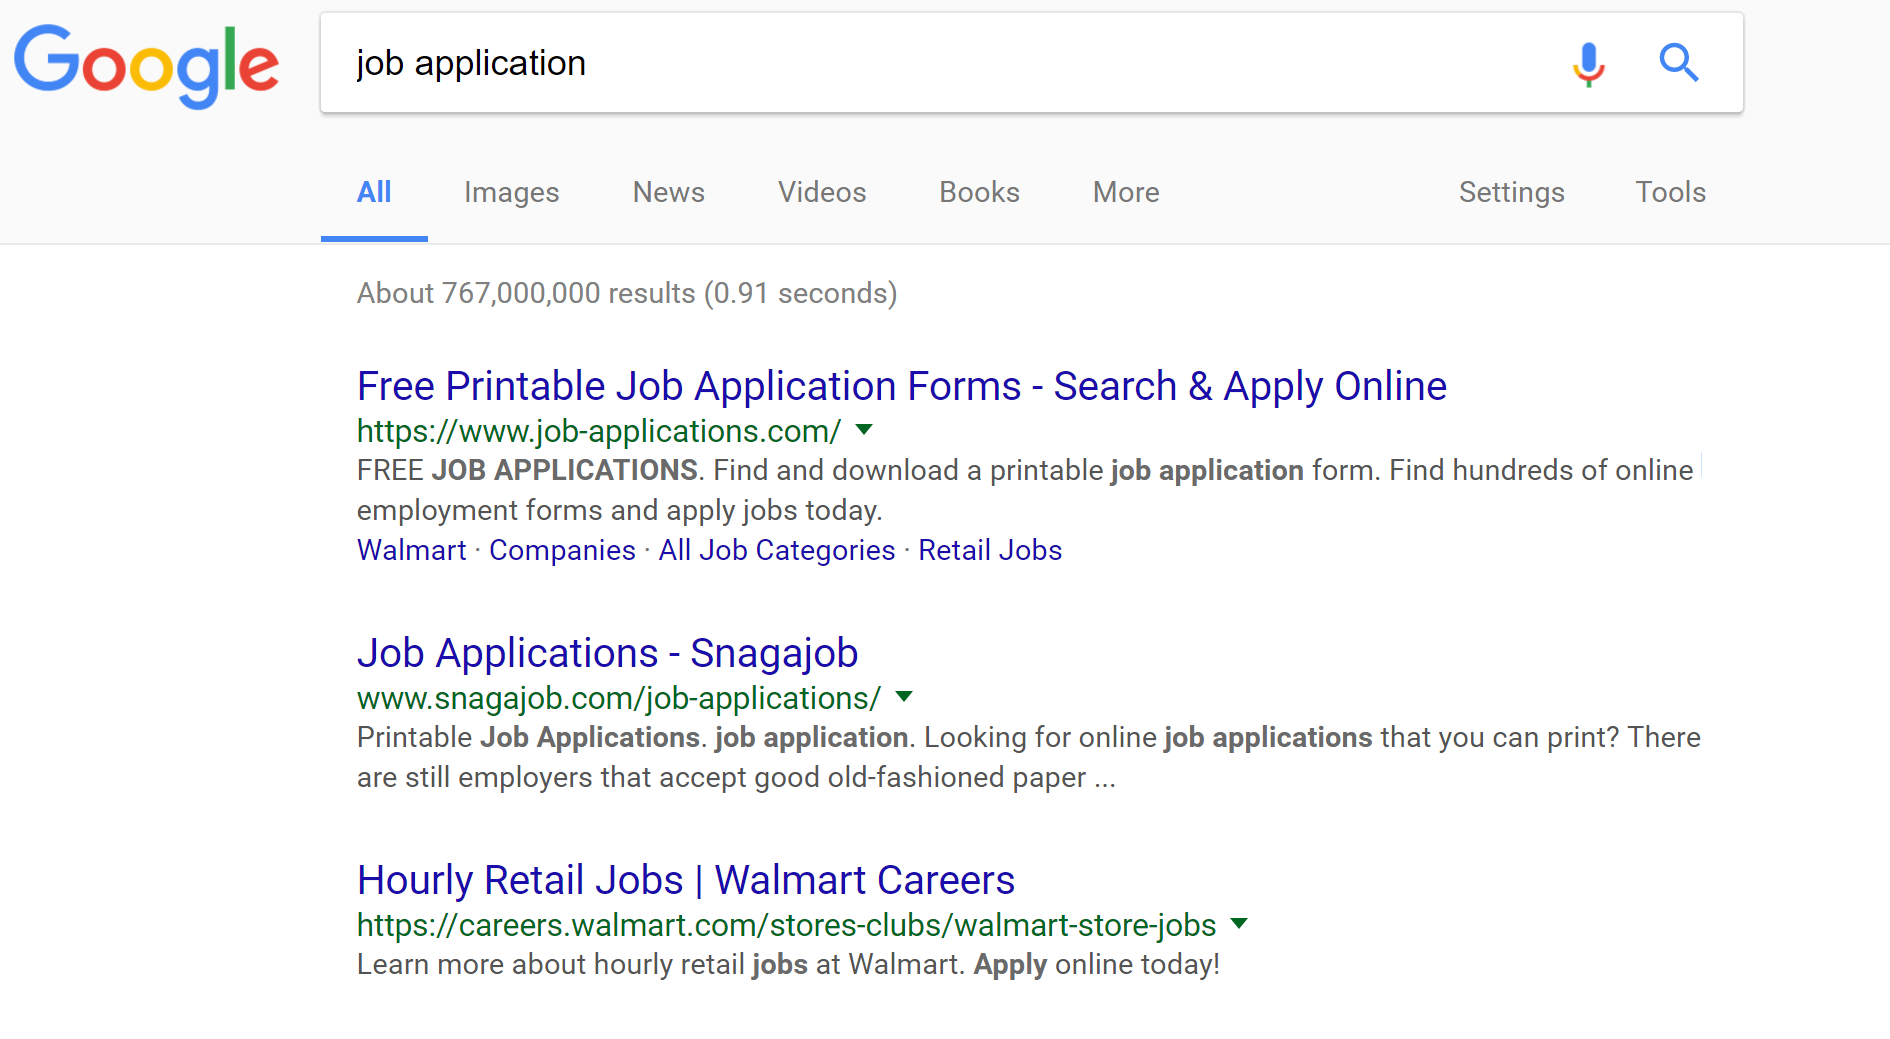 Google
job application
All Images News Videos Books More Settings Tools
About 767,000,000 results (0.91 seconds)
Free Printable Job Application Forms - Search & Apply Online
https://www.job-applications.com/
FREE JOB APPLICATIONS. Find and download a printable job application form. Find hundreds of online
employment forms and apply jobs today.
Walmart · Companies · All Job Categories · Retail Jobs
Job Applications - Snagajob
www.snagajob.com/job-applications/
Printable Job Applications. job application. Looking for online job applications that you can print? There
are still employers that accept good old-fashioned paper ...
Hourly Retail Jobs | Walmart Careers
https://careers.walmart.com/stores-clubs/walmart-store-jobs
Learn more about hourly retail jobs at Walmart. Apply online today!